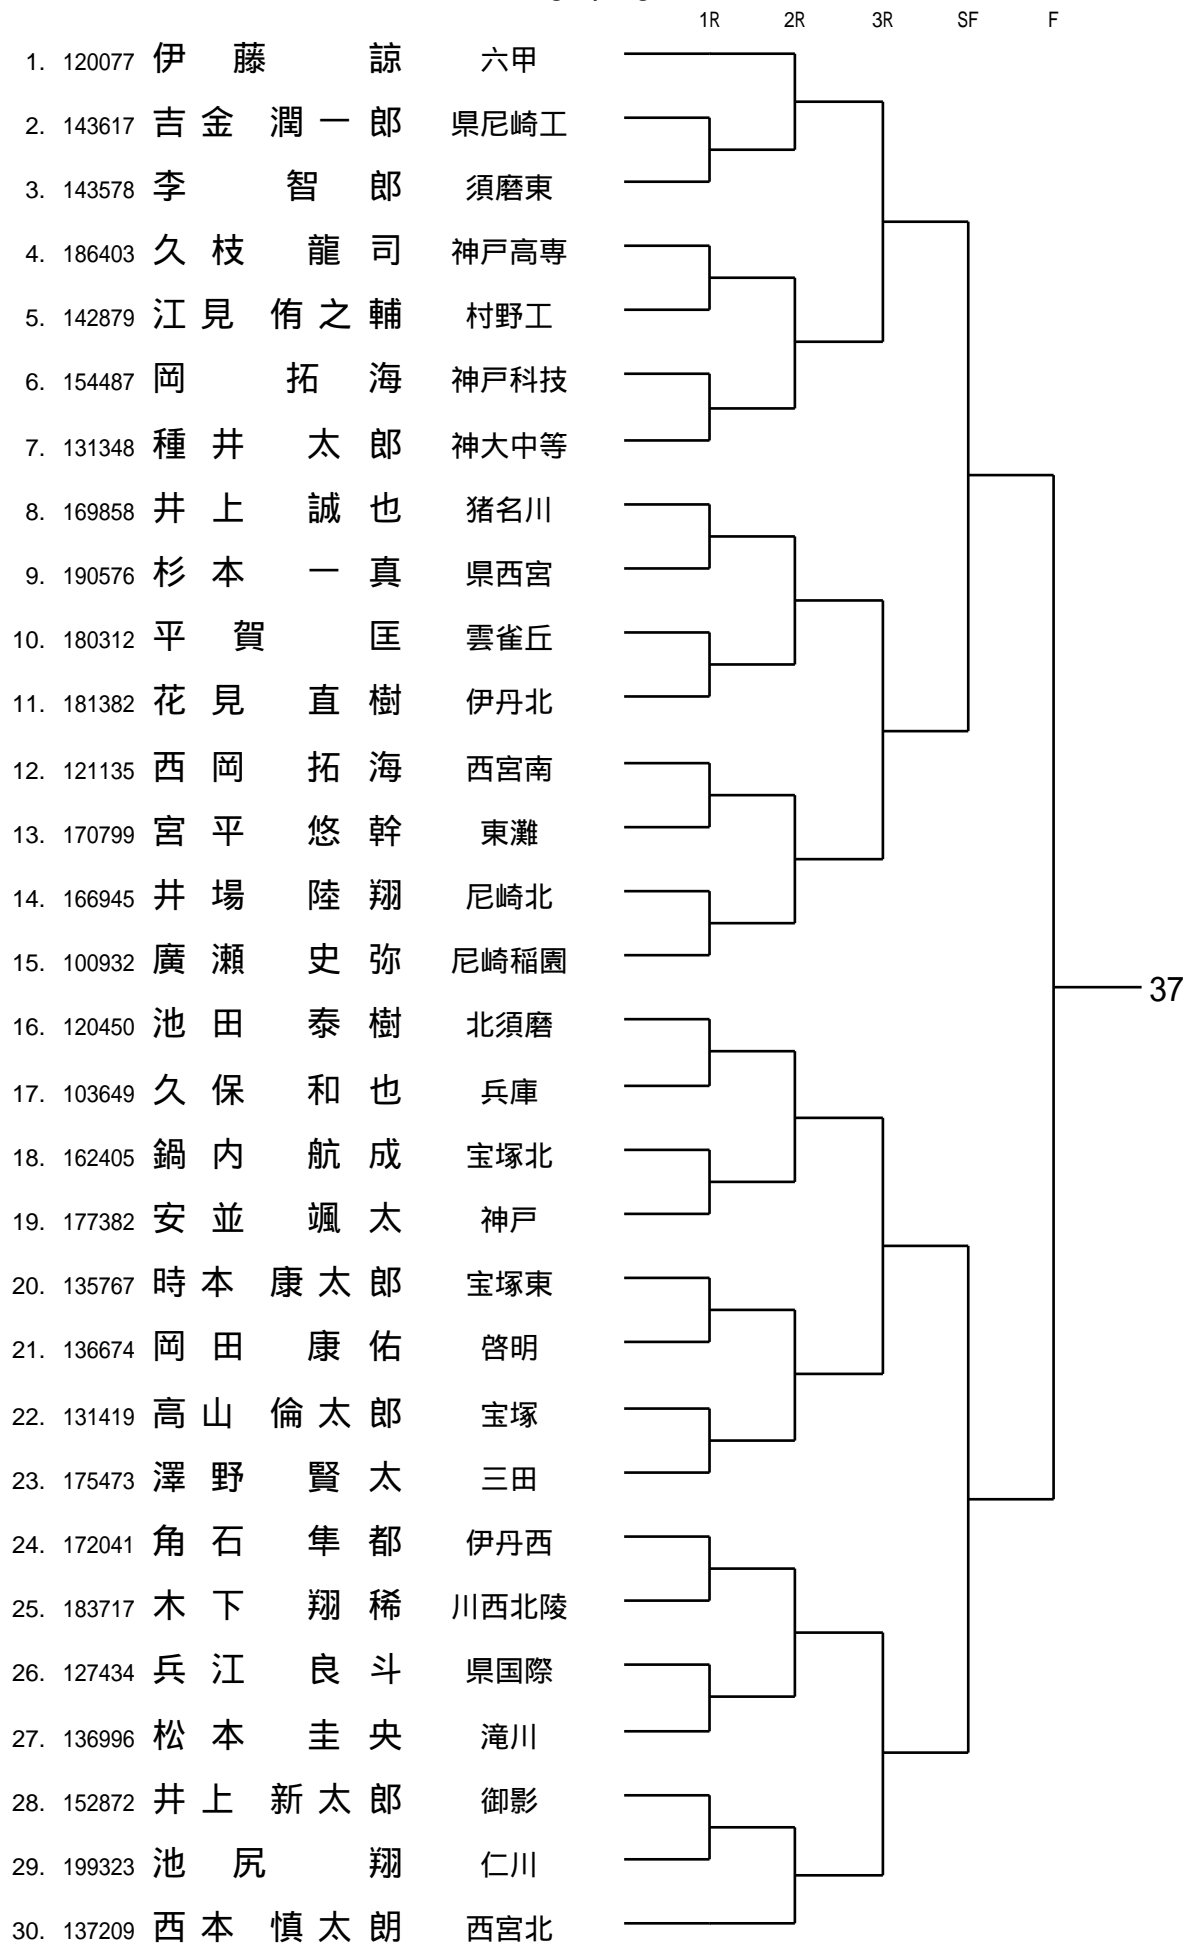 1R 2R 3R SF F
1. 120077 伊藤 諒 六甲
2. 143617 吉金 潤一郎 県尼崎工
3. 143578 李 智郎 須磨東
4. 186403 久枝 龍司 神戸高専
5. 142879 江見 侑之輔 村野工
6. 154487 岡 拓海 神戸科技
7. 131348 種井 太郎 神大中等
8. 169858 井上 誠也 猪名川
9. 190576 杉本 一真 県西宮
10. 180312 平賀 匡 雲雀丘
11. 181382 花見 直樹 伊丹北
12. 121135 西岡 拓海 西宮南
13. 170799 宮平 悠幹 東灘
14. 166945 井場 陸翔 尼崎北
15. 100932 廣瀬 史弥 尼崎稲園
37
16. 120450 池田 泰樹 北須磨
17. 103649 久保 和也 兵庫
18. 162405 鍋内 航成 宝塚北
19. 177382 安並 颯太 神戸
20. 135767 時本 康太郎 宝塚東
21. 136674 岡田 康佑 啓明
22. 131419 高山 倫太郎 宝塚
23. 175473 澤野 賢太 三田
24. 172041 角石 隼都 伊丹西
25. 183717 木下 翔稀 川西北陵
26. 127434 兵江 良斗 県国際
27. 136996 松本 圭央 滝川
28. 152872 井上 新太郎 御影
29. 199323 池尻 翔 仁川
30. 137209 西本 慎太朗 西宮北